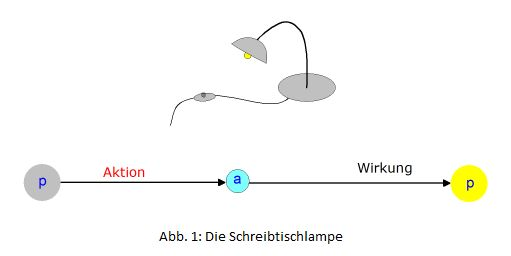 Aktion
Wirkung
p
a
p
Abb. 1: Die Schreibtischlampe